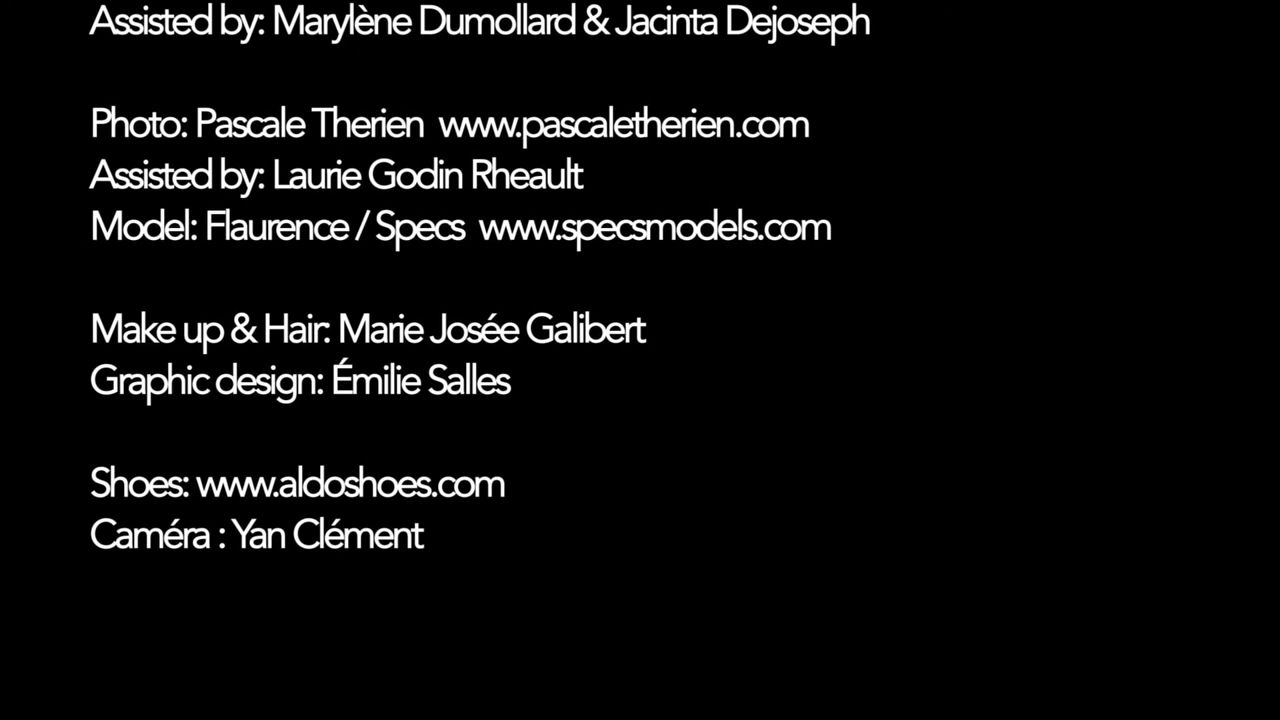 Assisted by: Marylène Dumollard & Jacinta Dejoseph
Photo: Pascale Therien www.pascaletherien.com
Assisted by: Laurie Godin Rheault
Model: Flaurence / Specs www.specsmodels.com
Make up & Hair: Marie Josée Galibert
Graphic design: Émilie Salles
Shoes: www.aldoshoes.com
Caméra : Yan Clément